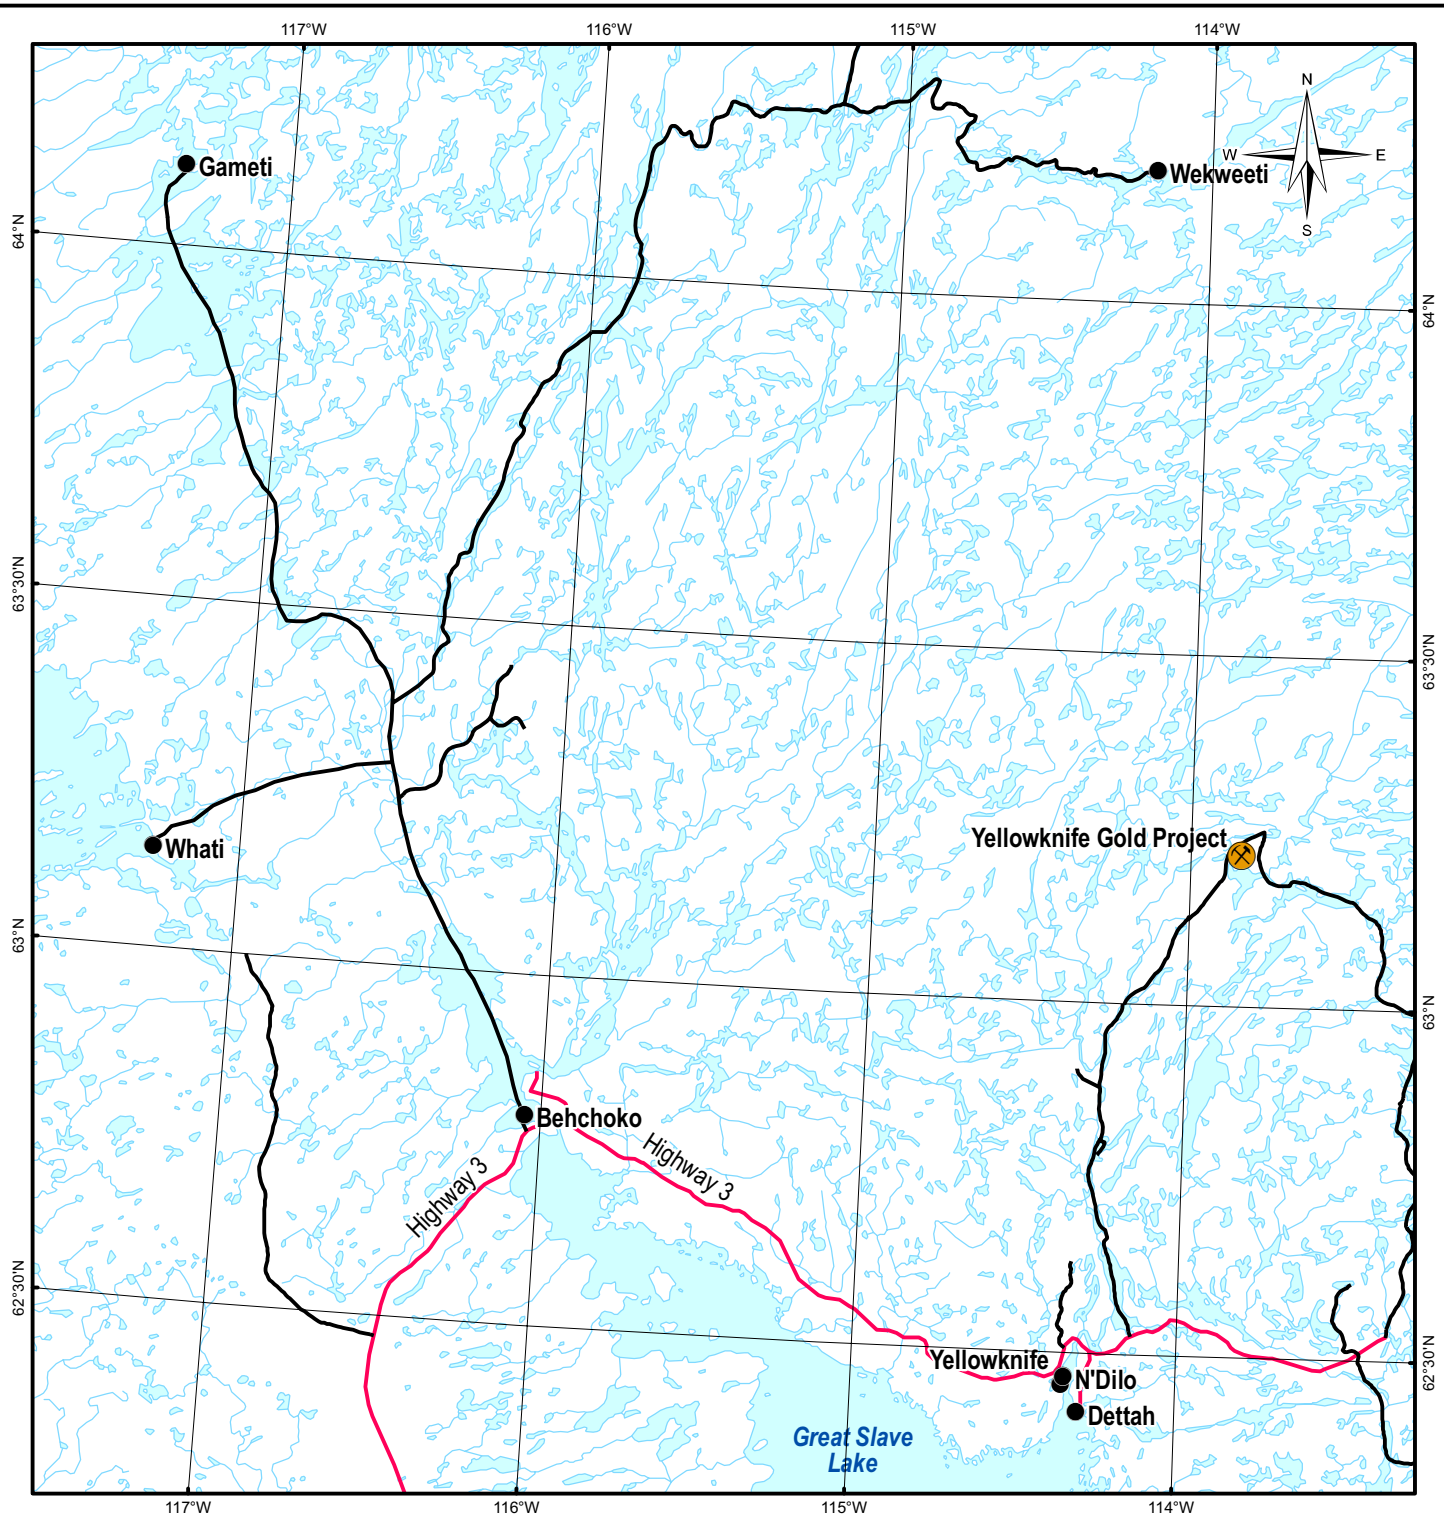 117°W
116°W
115°W
114°W
N
W
E
S
Gameti
Wekweeti
64°N
64°N
63°30'N
63°30'N
Yellowknife Gold Project
Whati
63°N
63°N
Behchoko
Highway 3
Highway 3
62°30'N
62°30'N
Yellowknife
N'Dilo
Dettah
Great Slave
Lake
117°W
116°W
115°W
114°W